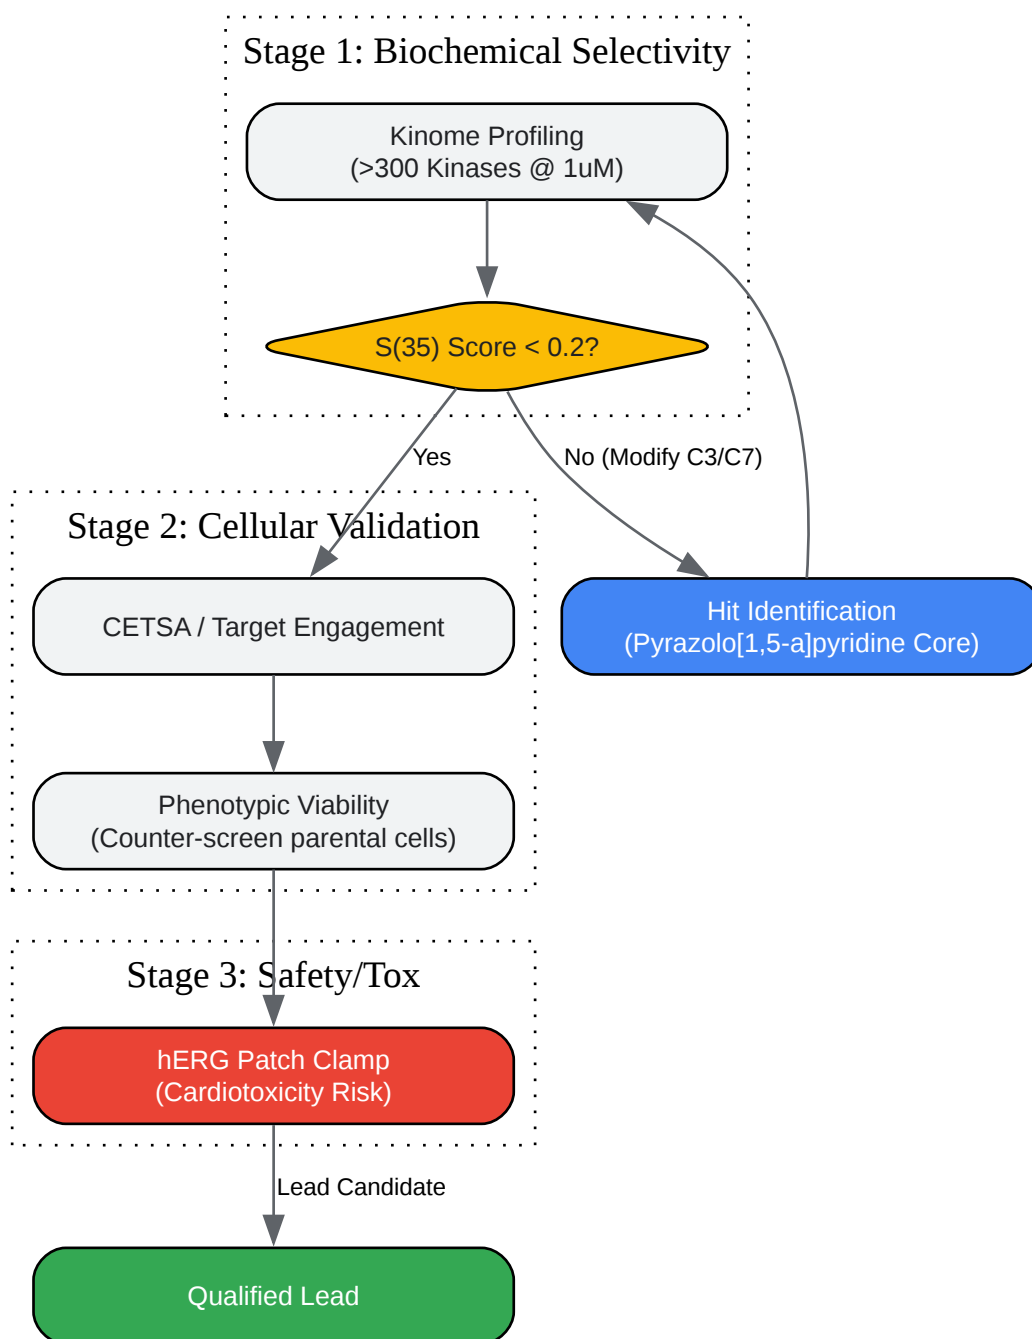 Stage 1: Biochemical Selectivity
Kinome Profiling
(>300 Kinases @ 1uM)
S(35) Score < 0.2?
Yes
No (Modify C3/C7)
Stage 2: Cellular Validation
CETSA / Target Engagement
Hit Identification
(Pyrazolo[1,5-a]pyridine Core)
Phenotypic Viability
(Counter-screen parental cells)
Stage 3: Safety/Tox
hERG Patch Clamp
(Cardiotoxicity Risk)
Lead Candidate
Qualified Lead